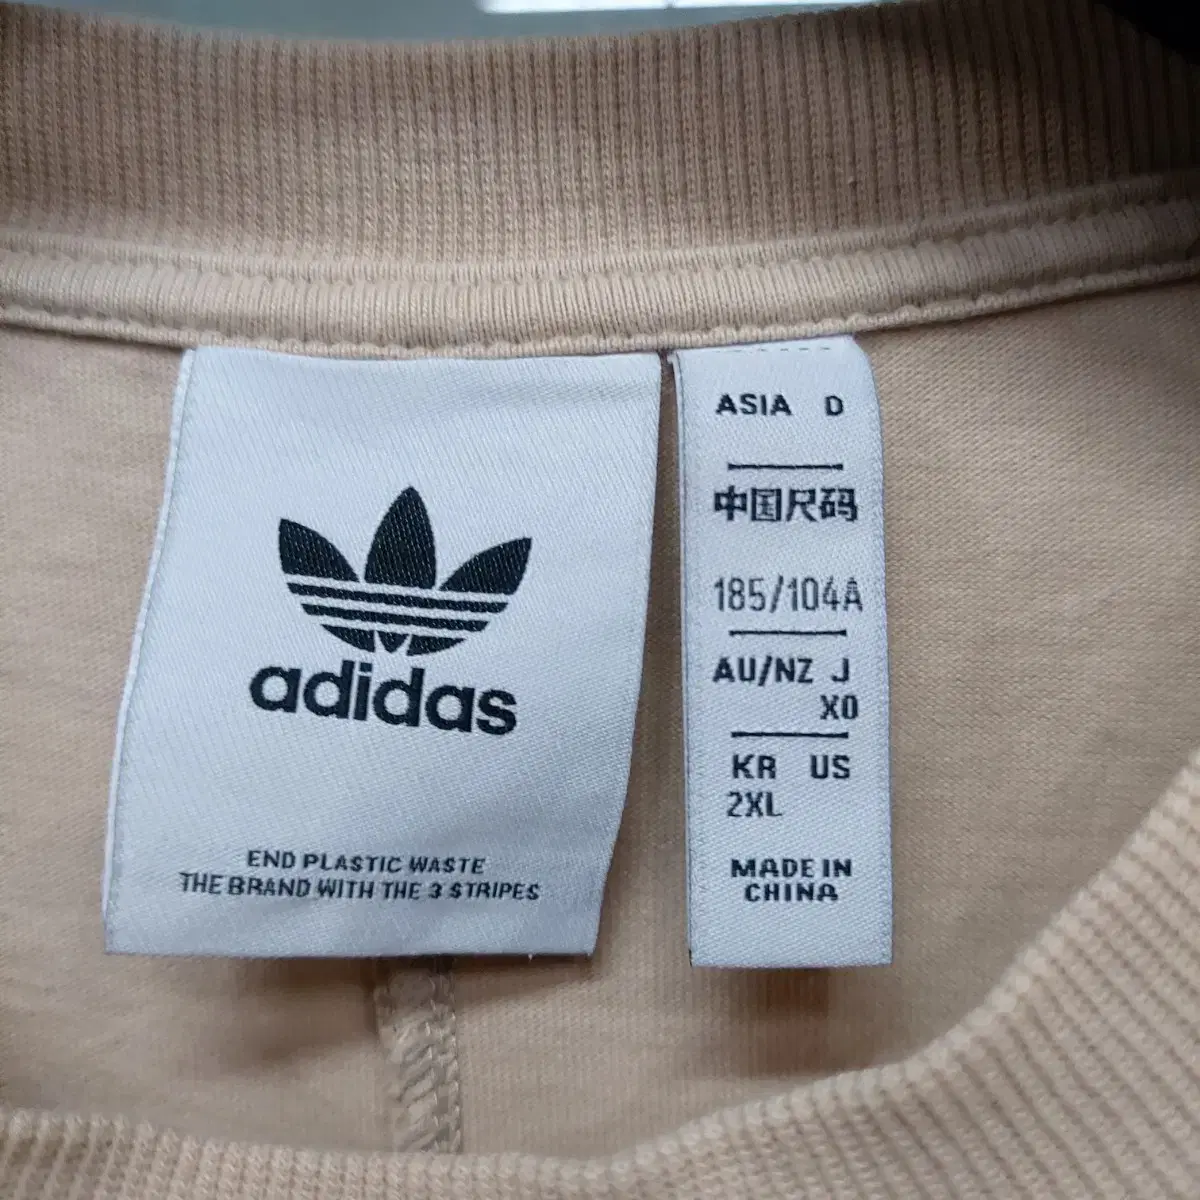 adidas
END PLASTIC WASTE
THE BRAND WITH THE 3 STRIPES
ASIA D
中国尺码
185/104A
AU/NZ J
XO
KR US
2XL
MADE IN
CHINA